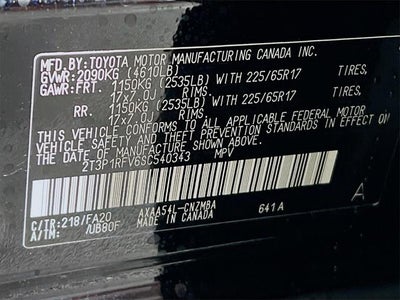 MFD.BY:TOYOTA MOTOR MANUFACTURING CANADA INC.
GVWR:2090KG (4610LB)
GAWR:FRT. 1150KG (2535LB) WITH 225/65R17 TIRES,
17x7.0J RIMS,
RR. 1150KG (2535LB) WITH 225/65R17 TIRES,
17x7.0J RIMS,
THIS VEHICLE CONFORMS TO ALL APPLICABLE FEDERAL MOTOR
VEHICLE SAFETY AND THEFT PREVENTION STANDARDS IN EFFECT ON
THE DATE OF MANUFACTURE SHOWN ABOVE.
2T3P1RFV6SC540343 MPV
C/TR:218/FA20 AXAA54L-CNZMBA 641A A
A/TM: /UB80F MADE IN CANADA